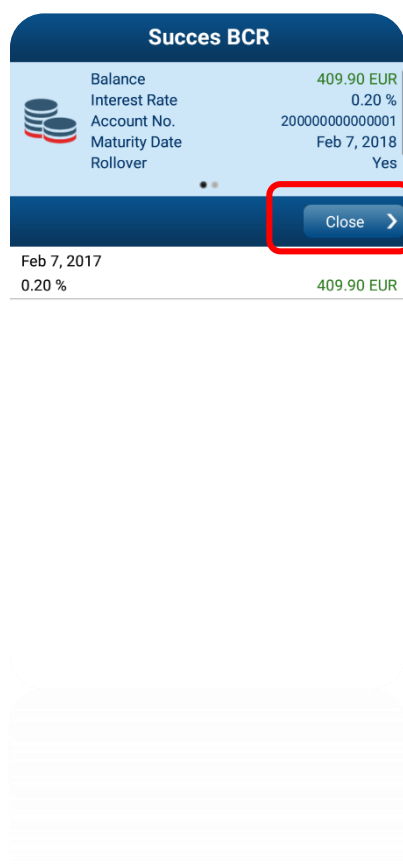 Succes BCR
Balance 409.90 EUR
Interest Rate 0.20 %
Account No. 200000000000001
Maturity Date Feb 7, 2018
Rollover Yes
Close
Feb 7, 2017
0.20 % 409.90 EUR